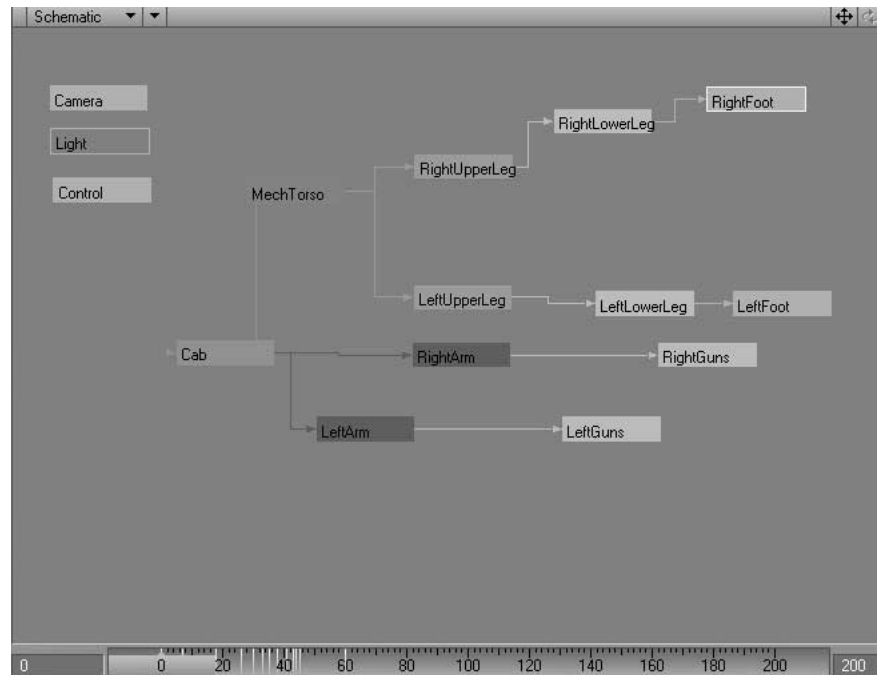 Schematic
Camera
Light
Control
MechTorso
RightUpperLeg
RightLowerLeg
RightFoot
LeftUpperLeg
LeftLowerLeg
LeftFoot
Cab
RightArm
RightGuns
LeftArm
LeftGuns
0 0 20 40 60 80 100 120 140 160 180 200 200